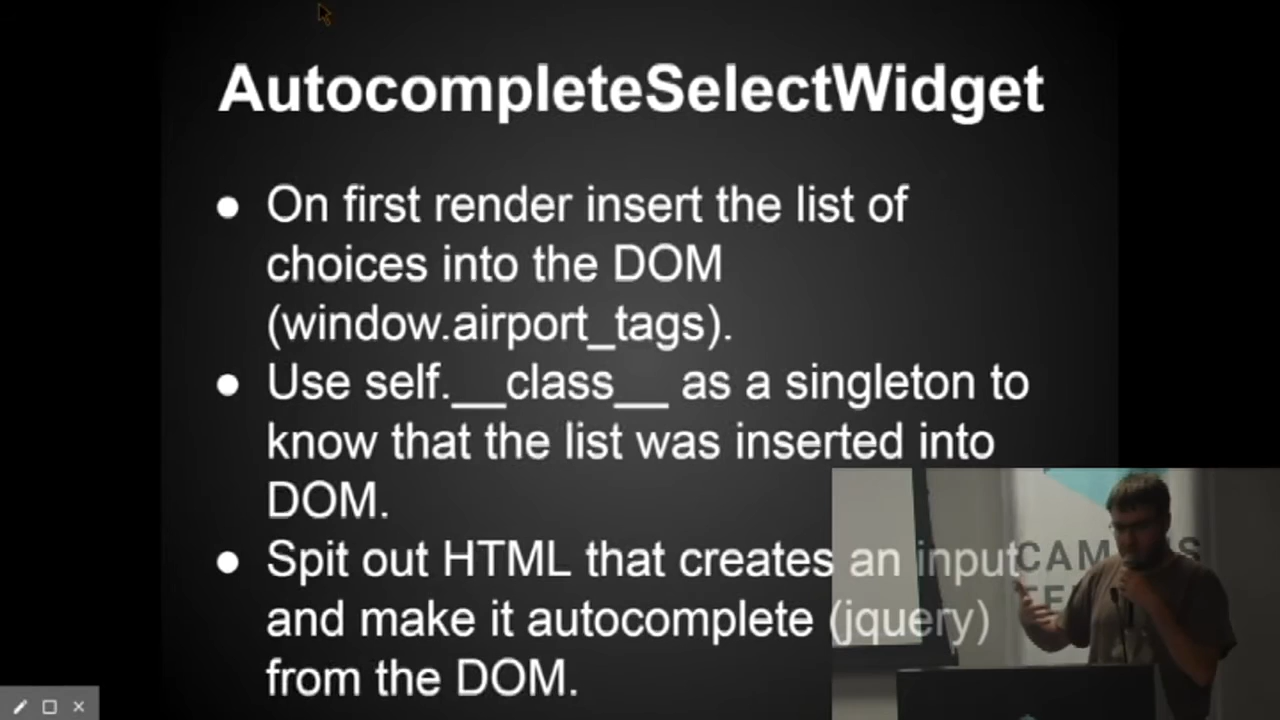 AutocompleteSelectWidget
● On first render insert the list of
choices into the DOM
(window.airport_tags).
● Use self.__class__ as a singleton to
know that the list was inserted into
DOM.
● Spit out HTML that creates an input
and make it autocomplete (jquery)
from the DOM.